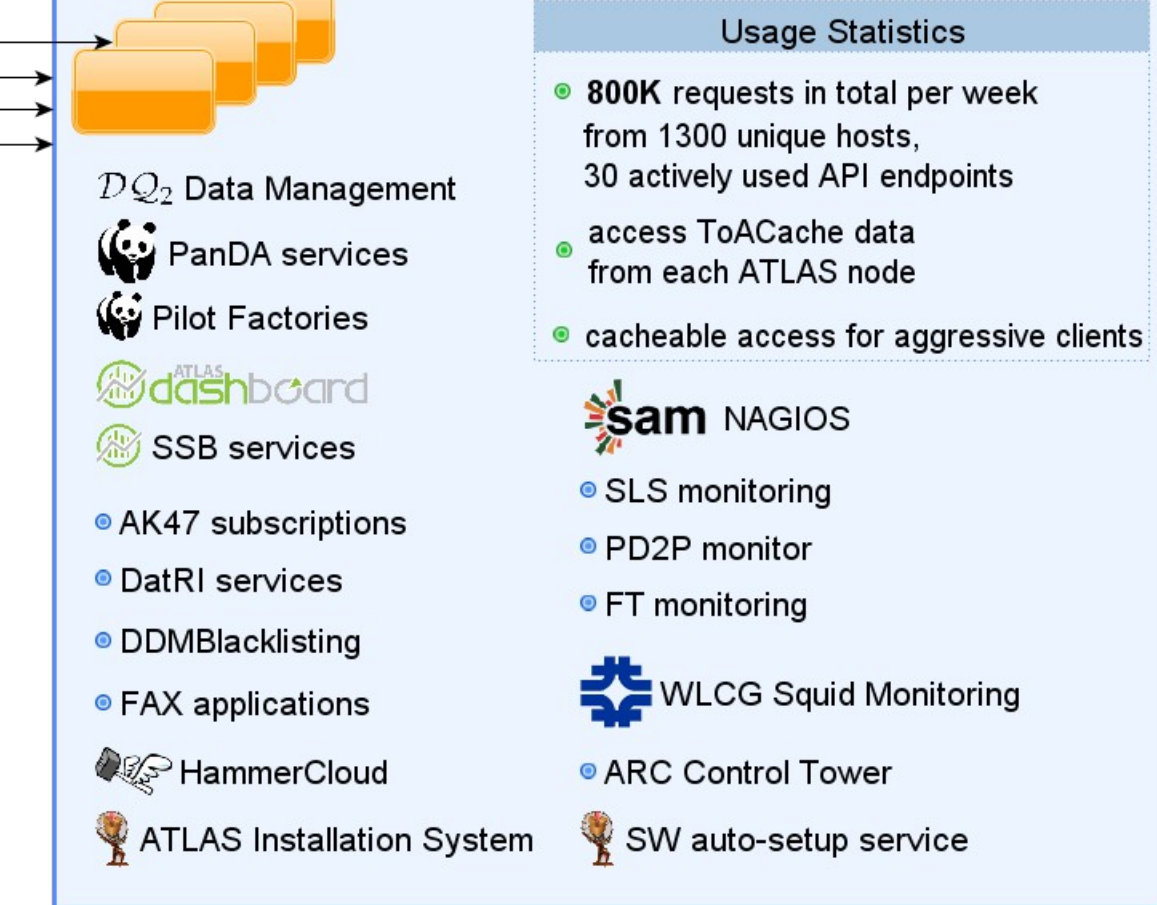 Usage Statistics
800K requests in total per week
from 1300 unique hosts,
30 actively used API endpoints
access ToACache data
from each ATLAS node
cacheable access for aggressive clients
DQ2 Data Management
PanDA services
Pilot Factories
ATLAS
dashboard
SSB services
AK47 subscriptions
DatRI services
DDMBlacklisting
FAX applications
HammerCloud
ATLAS Installation System
sam NAGIOS
SLS monitoring
PD2P monitor
FT monitoring
WLCG Squid Monitoring
ARC Control Tower
SW auto-setup service